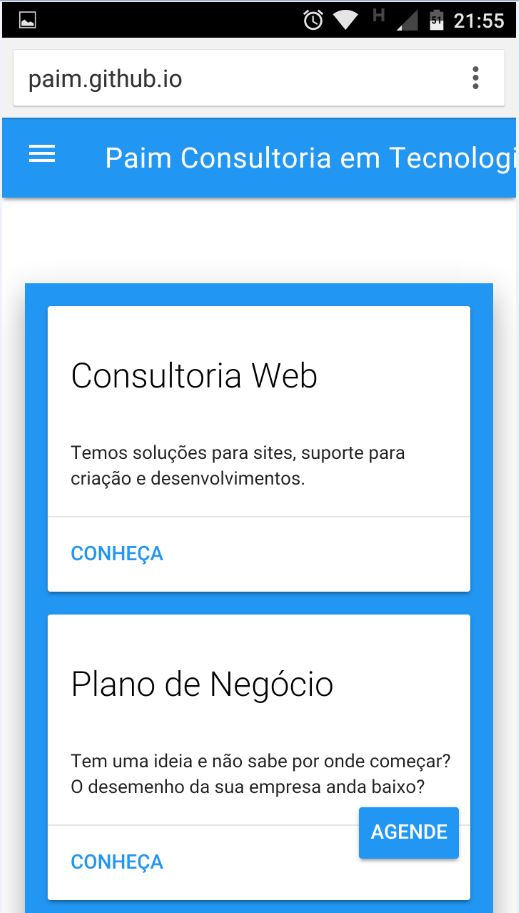 H
51
21:55
paim.github.io
Paim Consultoria em Tecnologi
Consultoria Web
Temos soluções para sites, suporte para
criação e desenvolvimentos.
CONHEÇA
Plano de Negócio
Tem uma ideia e não sabe por onde começar?
O desemenho da sua empresa anda baixo?
AGENDE
CONHEÇA